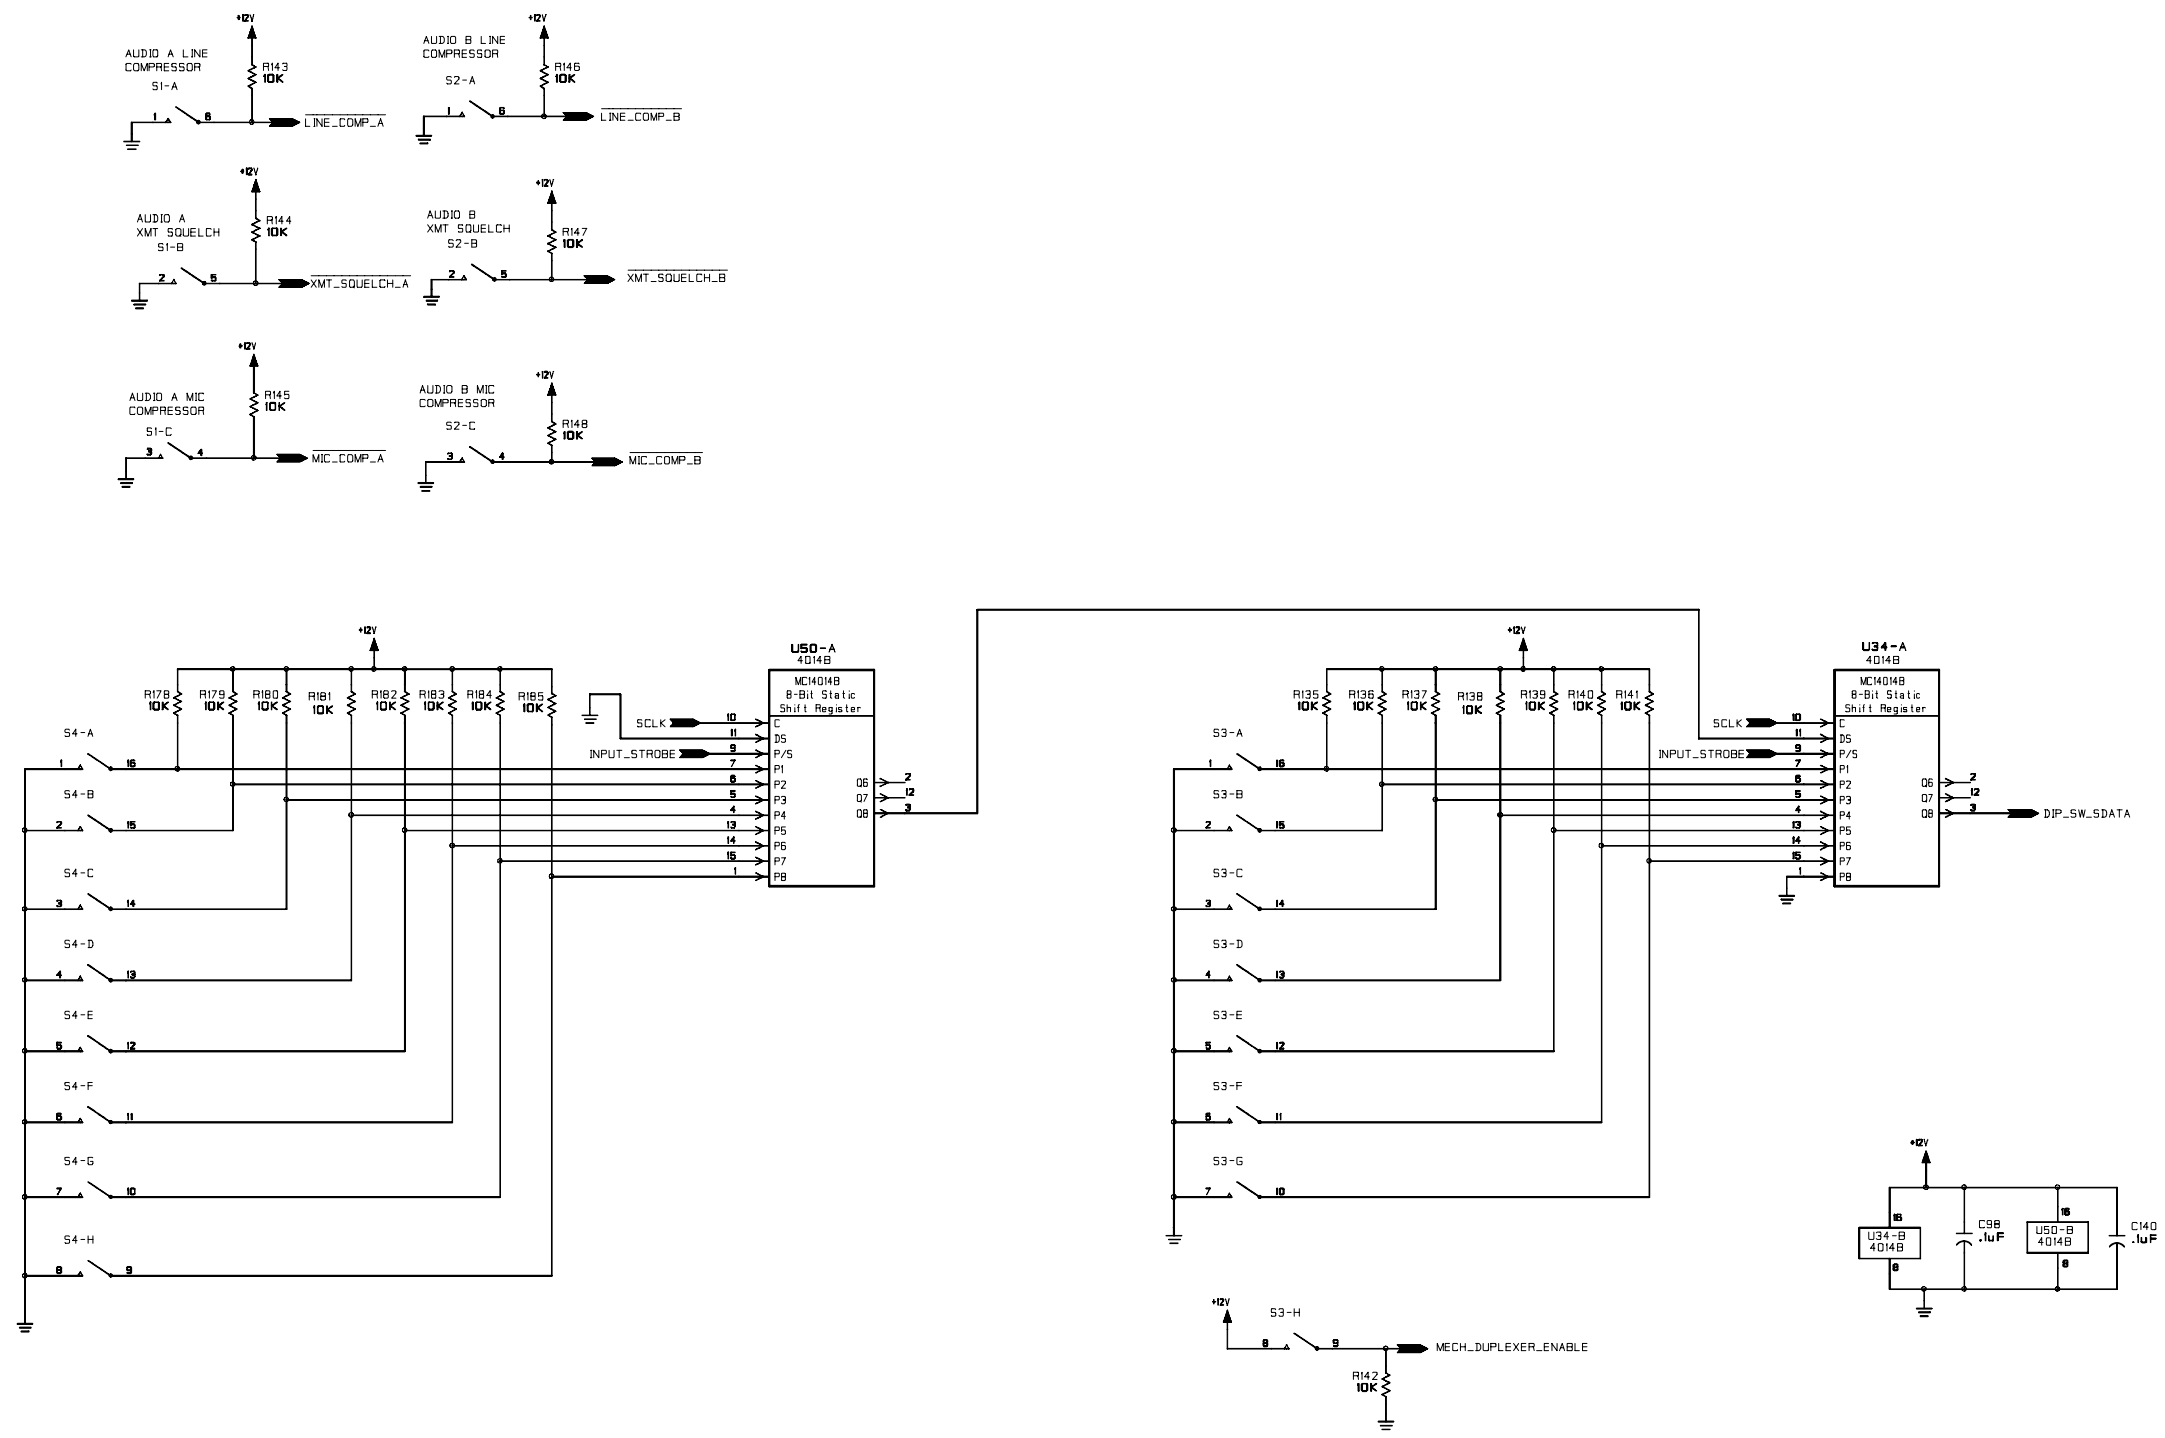 +12V
AUDIO A LINE
COMPRESSOR
S1-A
R143
10K
1
6
LINE_COMP_A
+12V
AUDIO B LINE
COMPRESSOR
S2-A
R146
10K
1
6
LINE_COMP_B
+12V
AUDIO A
XMT SQUELCH
S1-B
R144
10K
2
5
XMT_SQUELCH_A
+12V
AUDIO B
XMT SQUELCH
S2-B
R147
10K
2
5
XMT_SQUELCH_B
+12V
AUDIO A MIC
COMPRESSOR
S1-C
R145
10K
3
4
MIC_COMP_A
+12V
AUDIO B MIC
COMPRESSOR
S2-C
R148
10K
3
4
MIC_COMP_B
+12V
R178
10K
R179
10K
R180
10K
R181
10K
R182
10K
R183
10K
R184
10K
R185
10K
S4-A
1
16
S4-B
2
15
S4-C
3
14
S4-D
4
13
S4-E
5
12
S4-F
6
11
S4-G
7
10
S4-H
8
9
U50-A
4014B
MC14014B
8-Bit Static
Shift Register
SCLK
10
C
11
DS
INPUT_STROBE
9
P/S
7
P1
6
P2
5
P3
4
P4
13
P5
14
P6
15
P7
1
P8
Q6
2
Q7
12
Q8
3
+12V
R135
10K
R136
10K
R137
10K
R138
10K
R139
10K
R140
10K
R141
10K
S3-A
1
16
S3-B
2
15
S3-C
3
14
S3-D
4
13
S3-E
5
12
S3-F
6
11
S3-G
7
10
U34-A
4014B
MC14014B
8-Bit Static
Shift Register
SCLK
10
C
11
DS
INPUT_STROBE
9
P/S
7
P1
6
P2
5
P3
4
P4
13
P5
14
P6
15
P7
1
P8
Q6
2
Q7
12
Q8
3
DIP_SW_SDATA
+12V
S3-H
8
9
MECH_DUPLEXER_ENABLE
R142
10K
+12V
16
U34-B
4014B
8
C98
.1uF
16
U50-B
4014B
8
C140
.1uF